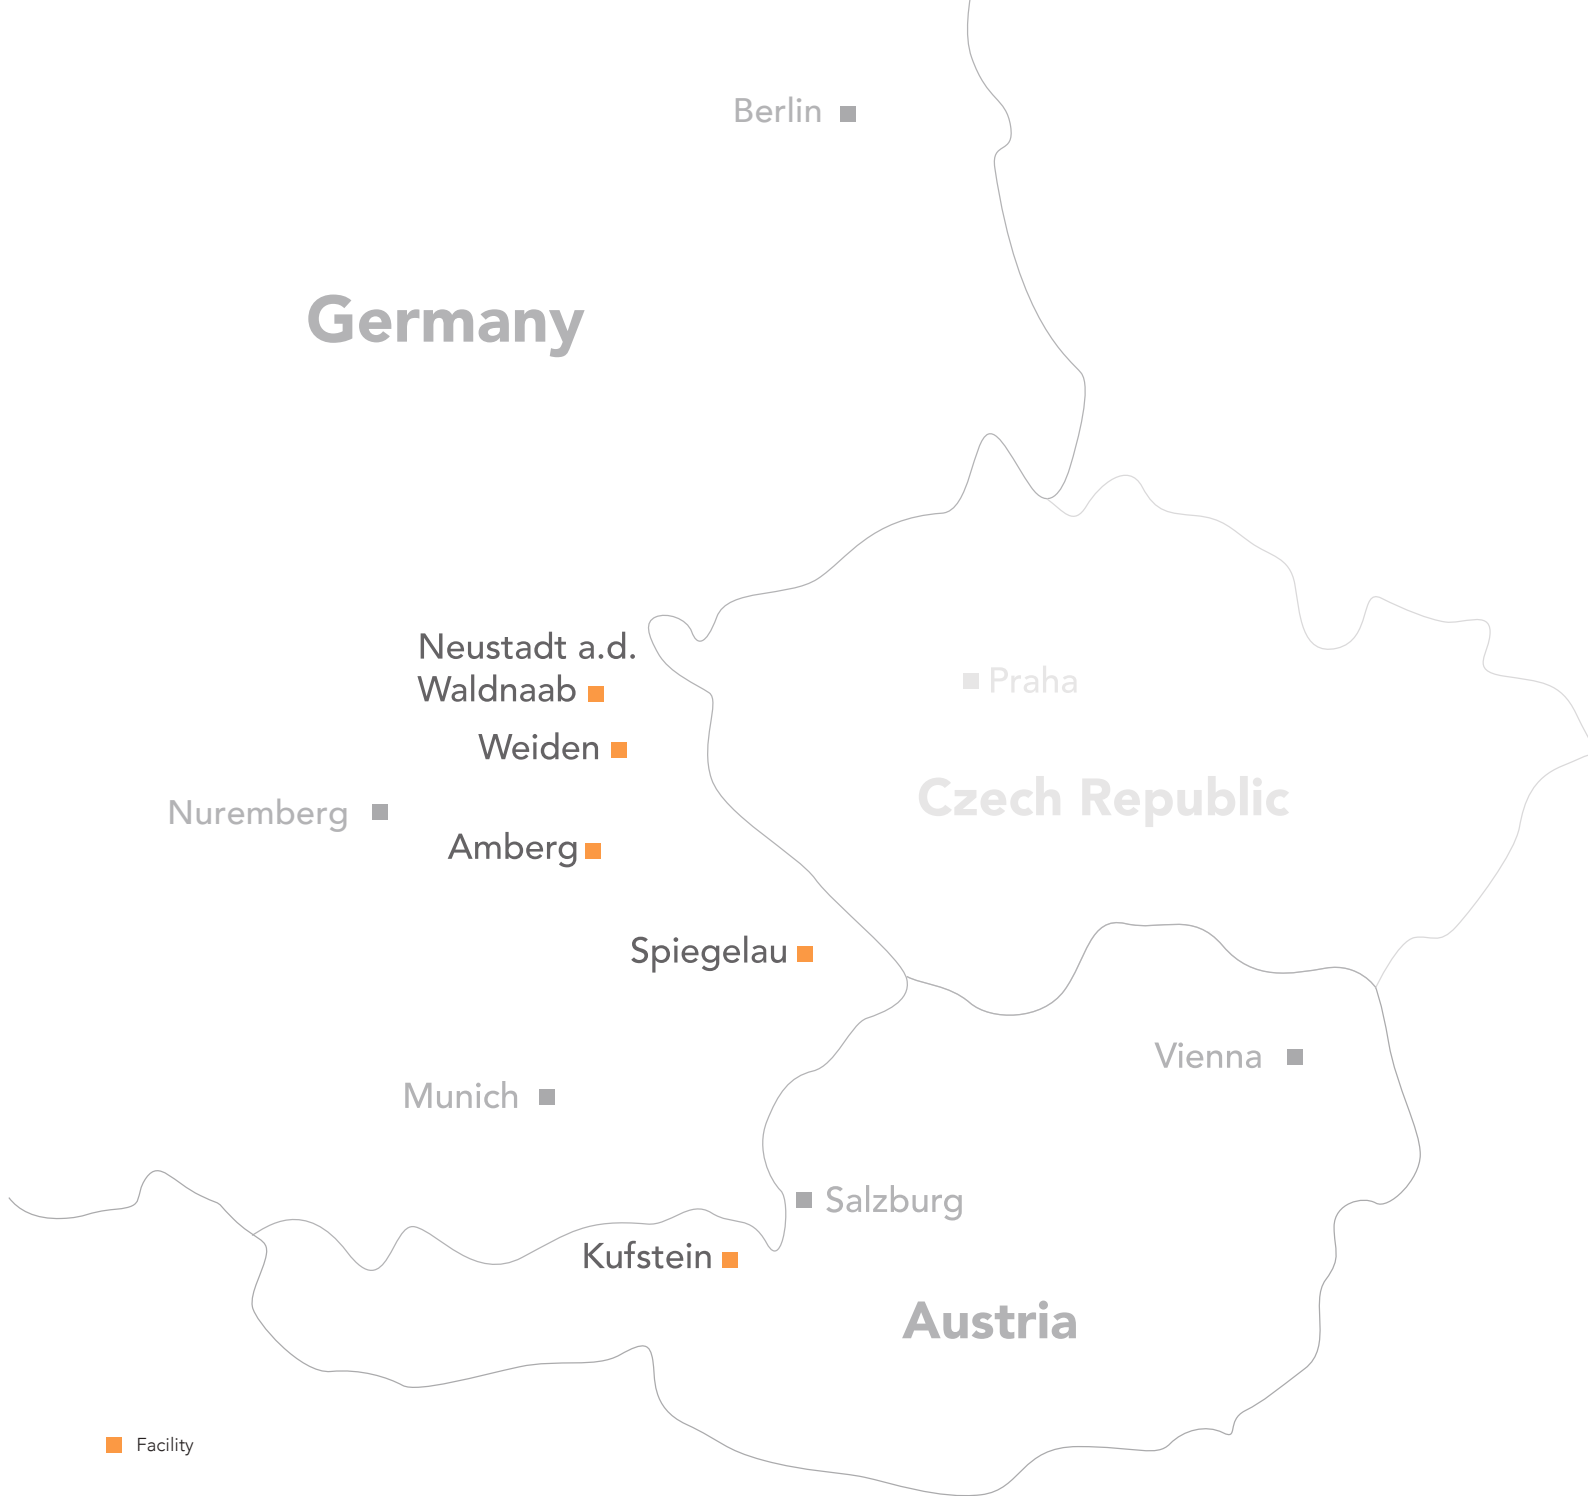 Berlin
Germany
Neustadt a.d.
Waldnaab
Praha
Weiden
Czech Republic
Nuremberg
Amberg
Spiegelau
Vienna
Munich
Salzburg
Kufstein
Austria
Facility